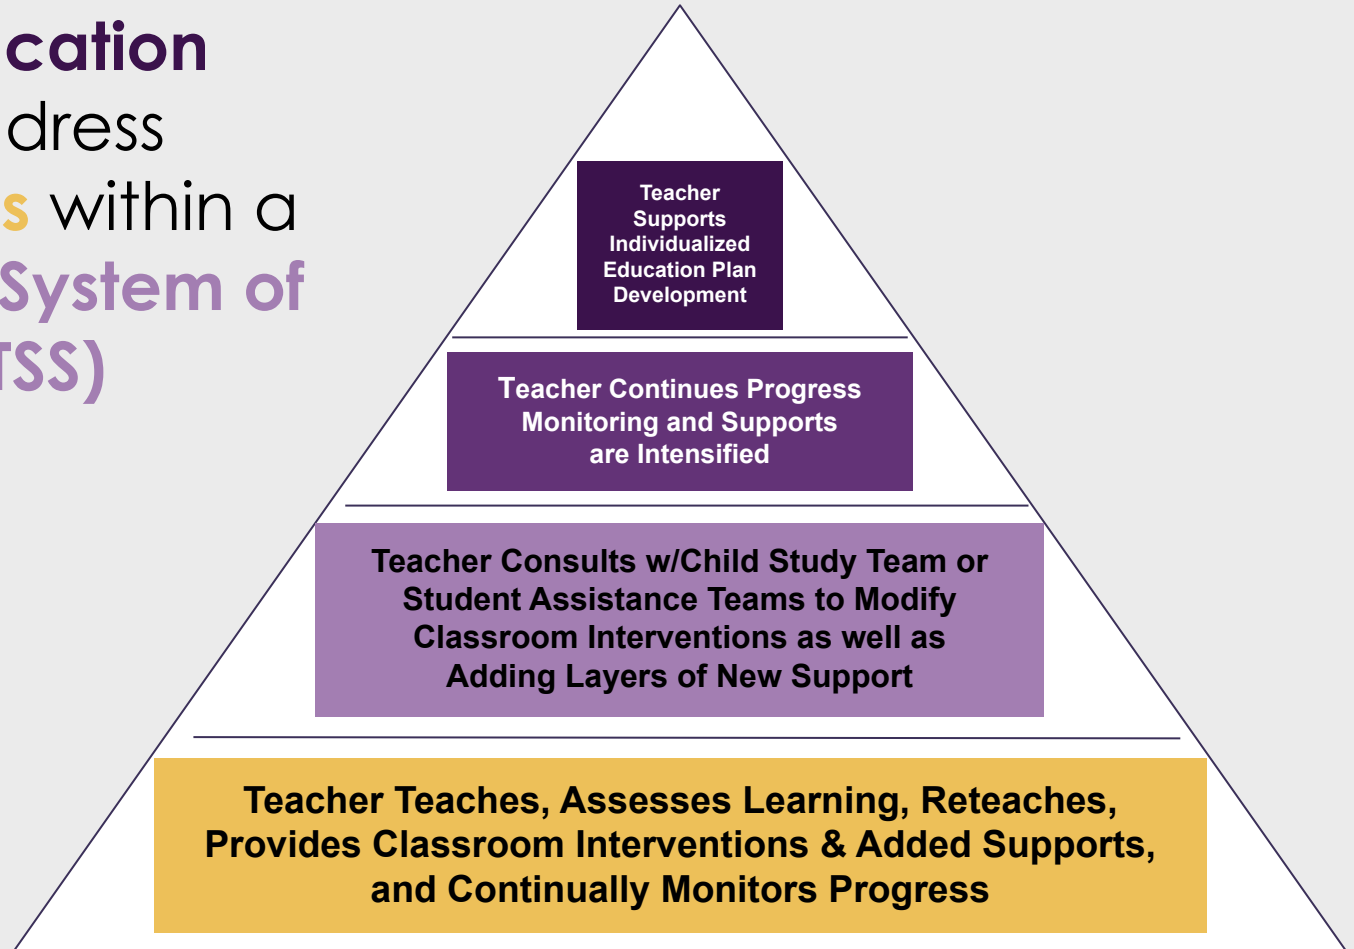 cation
dress
s within a
System of
TSS)
Teacher
Supports
Individualized
Education Plan
Development
Teacher Continues Progress
Monitoring and Supports
are Intensified
Teacher Consults w/Child Study Team or
Student Assistance Teams to Modify
Classroom Interventions as well as
Adding Layers of New Support
Teacher Teaches, Assesses Learning, Reteaches,
Provides Classroom Interventions & Added Supports,
and Continually Monitors Progress